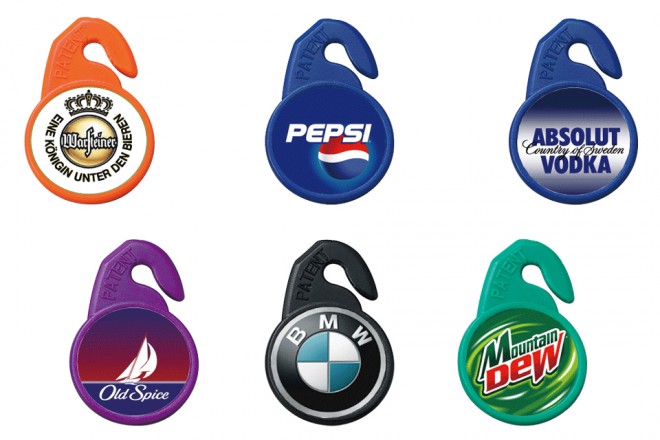 PATENT
EINE KÖNIGIN UNTER DEN BIEREN
Warsteiner
PATENT
PEPSI
PATENT
ABSOLUT
Country of Sweden
VODKA
PATENT
Old Spice
PATENT
BMW
PATENT
Mountain
Dew